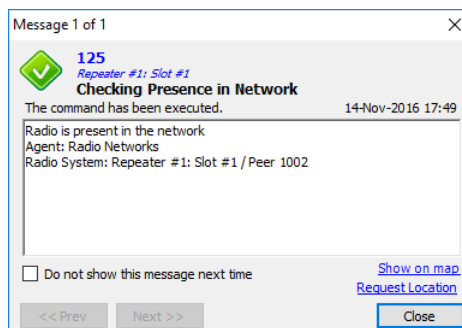 Message 1 of 1
125
Repeater #1: Slot #1
Checking Presence in Network
The command has been executed. 14-Nov-2016 17:49
Radio is present in the network
Agent: Radio Networks
Radio System: Repeater #1: Slot #1 / Peer 1002
Do not show this message next time
Show on map
Request Location
<< Prev Next >> Close